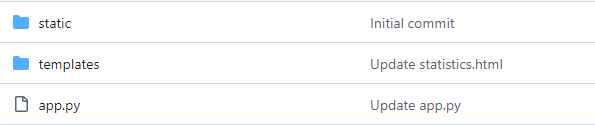 static Initial commit
templates Update statistics.html
app.py Update app.py